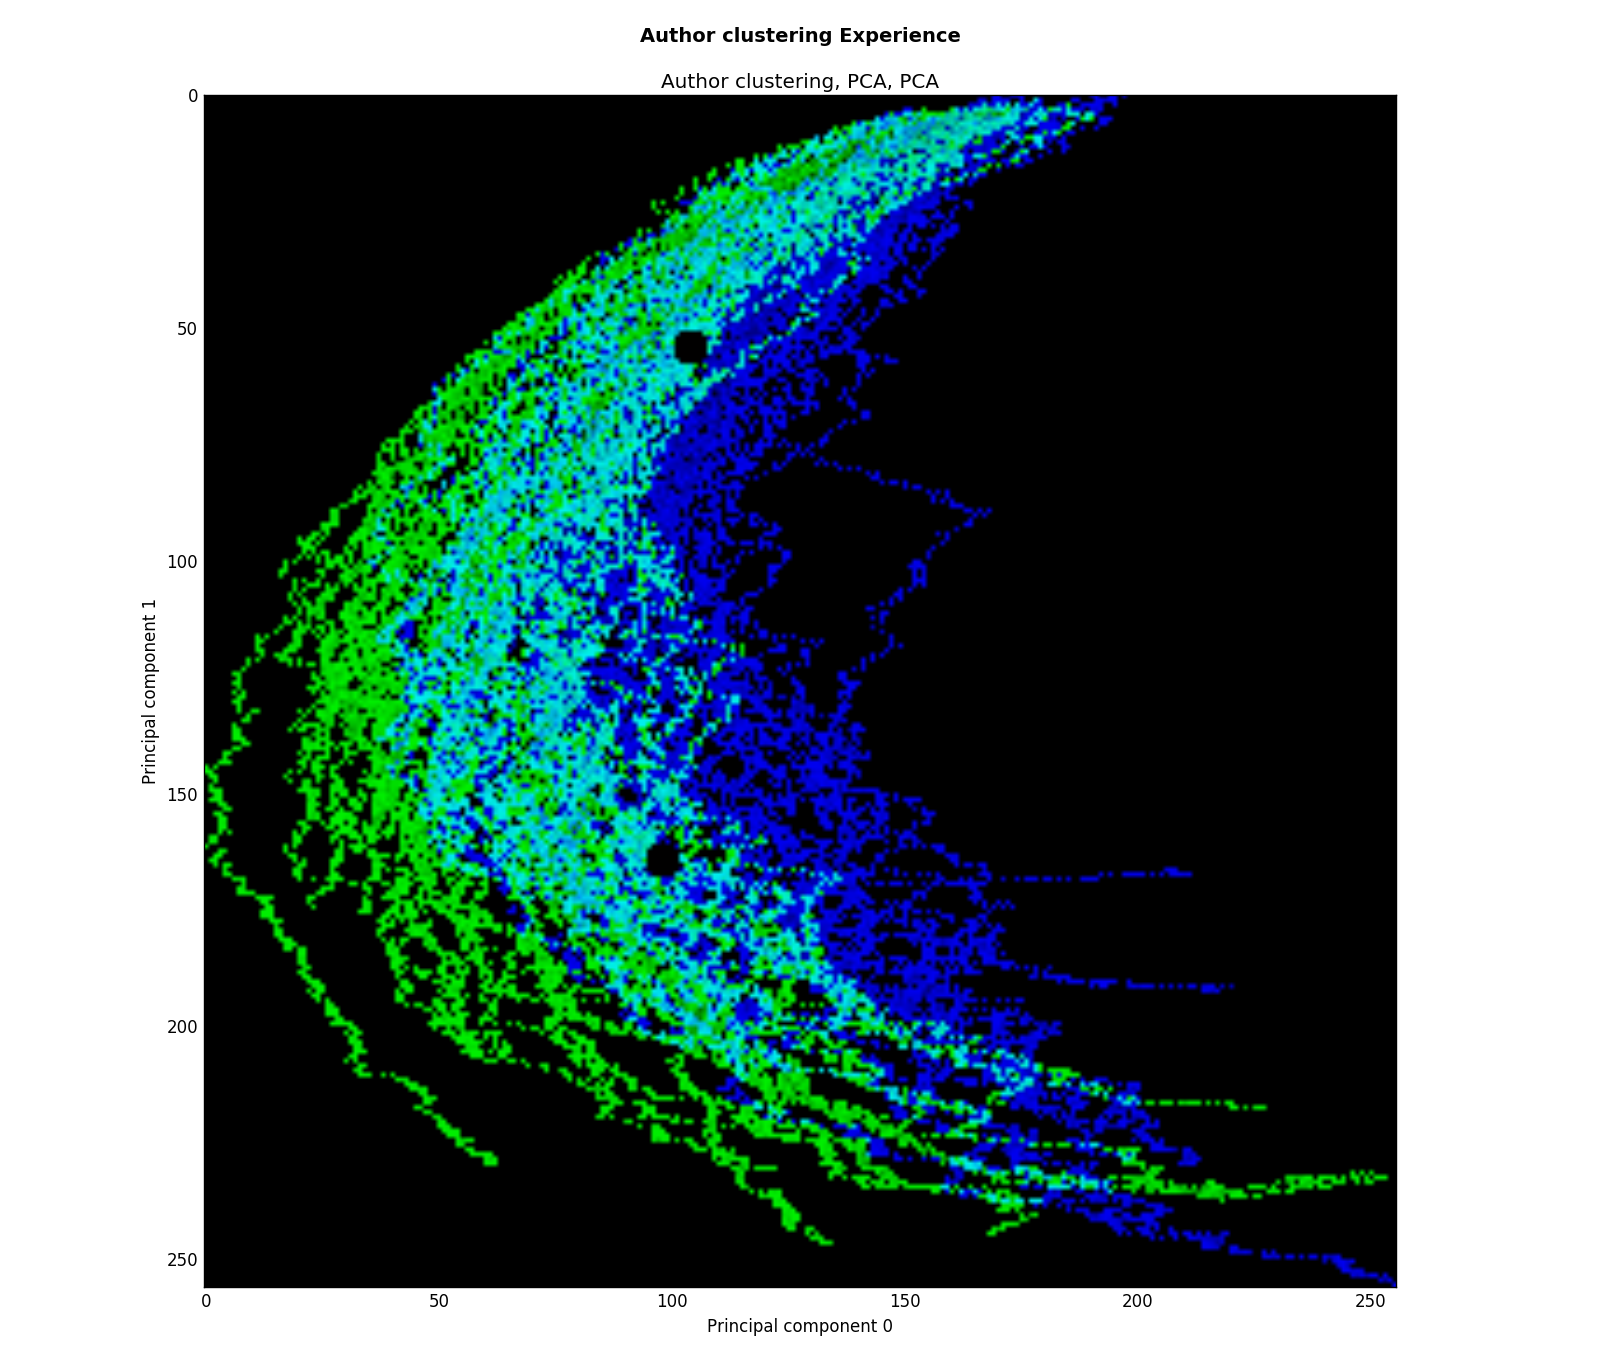 Author clustering Experience
Author clustering, PCA, PCA
0
50
100
150
200
250
Principal component 1
0 50 100 150 200 250
Principal component 0